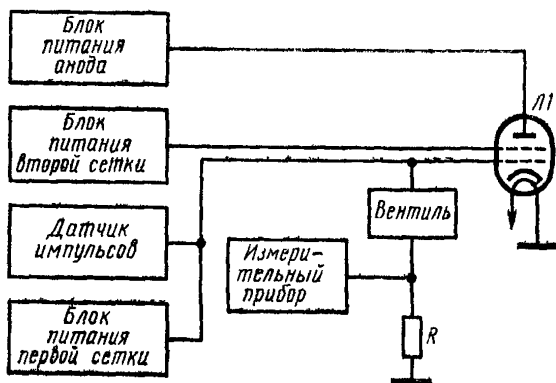 Блок
питания
анода
Л1
Блок
питания
второй сетки
Вентиль
Датчик
импульсов
Измери-
тельный
прибор
Блок
питания
первой сетки
R